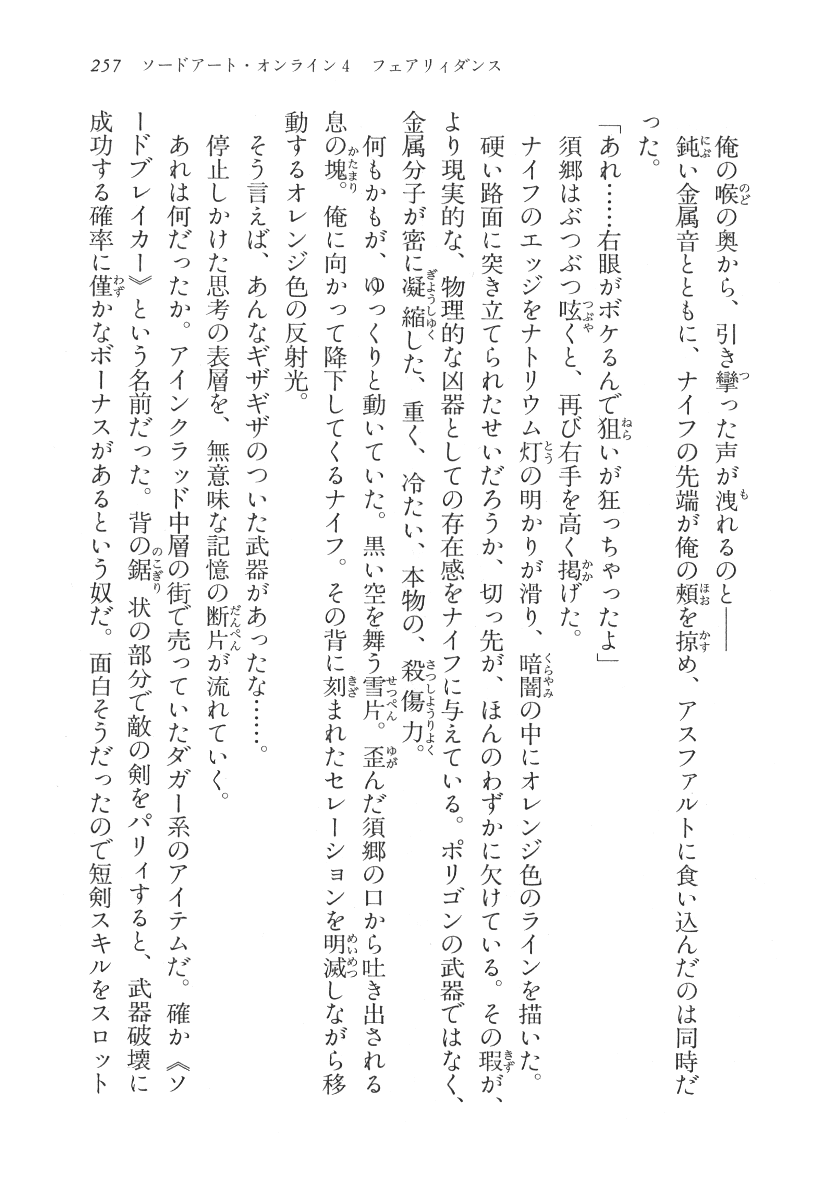 257　ソードアート・オンライン4　フェアリィダンス
俺の喉の奥から、引き攣った声が洩れるのと――
鈍い金属音とともに、ナイフの先端が俺の頬を掠め、アスファルトに食い込んだのは同時だ
った。
「あれ……右眼がボケるんで狙いが狂っちゃったよ」
須郷はぶつぶつ呟くと、再び右手を高く掲げた。
ナイフのエッジをナトリウム灯の明かりが滑り、暗闇の中にオレンジ色のラインを描いた。
硬い路面に突き立てられたせいだろうか、切っ先が、ほんのわずかに欠けている。その瑕が、
より現実的な、物理的な凶器としての存在感をナイフに与えている。ポリゴンの武器ではなく、
金属分子が密に凝縮した、重く、冷たい、本物の、殺傷力。
何もかもが、ゆっくりと動いていた。黒い空を舞う雪片。歪んだ須郷の口から吐き出される
息の塊。俺に向かって降下してくるナイフ。その背に刻まれたセレーションを明滅しながら移
動するオレンジ色の反射光。
そう言えば、あんなギザギザのついた武器があったな……。
停止しかけた思考の表層を、無意味な記憶の断片が流れていく。
あれは何だったか。アインクラッド中層の街で売っていたダガー系のアイテムだ。確か《ソ
ードブレイカー》という名前だった。背の鋸状の部分で敵の剣をパリィすると、武器破壊に
成功する確率に僅かなボーナスがあるという奴だ。面白そうだったので短剣スキルをスロット